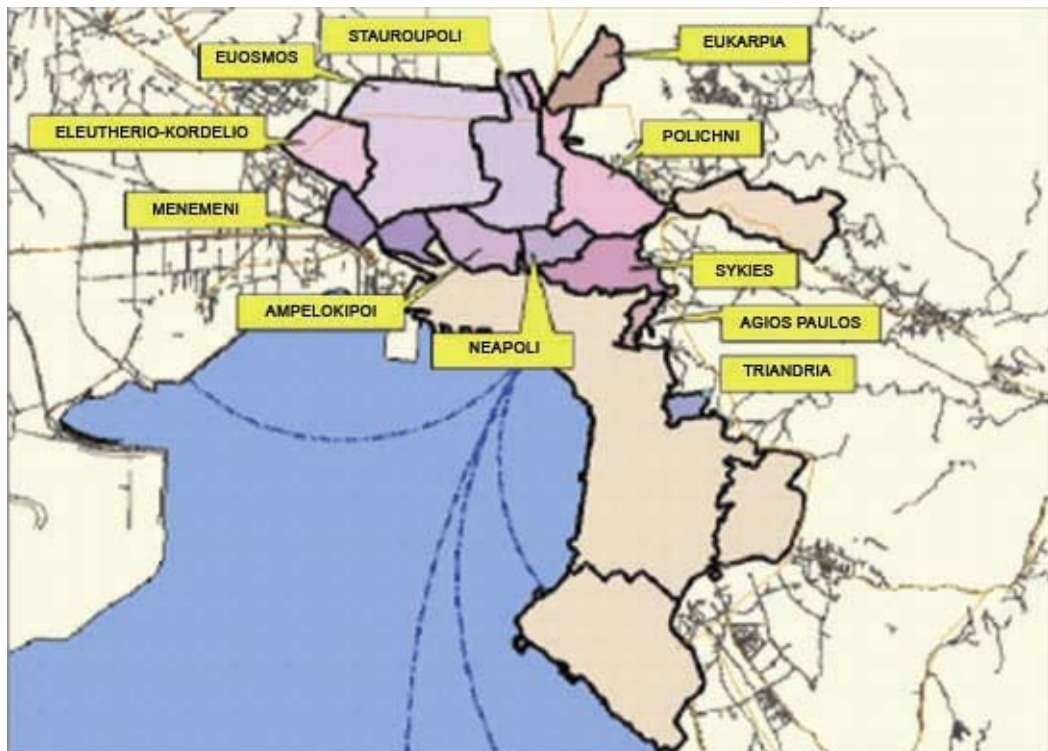 STAUROUPOLI
EUKARPIA
EUOSMOS
ELEUTHERIO-KORDELIO
POLICHNI
MENEMENI
SYKIES
AMPELOKIPOI
AGIOS PAULOS
NEAPOLI
TRIANDRIA